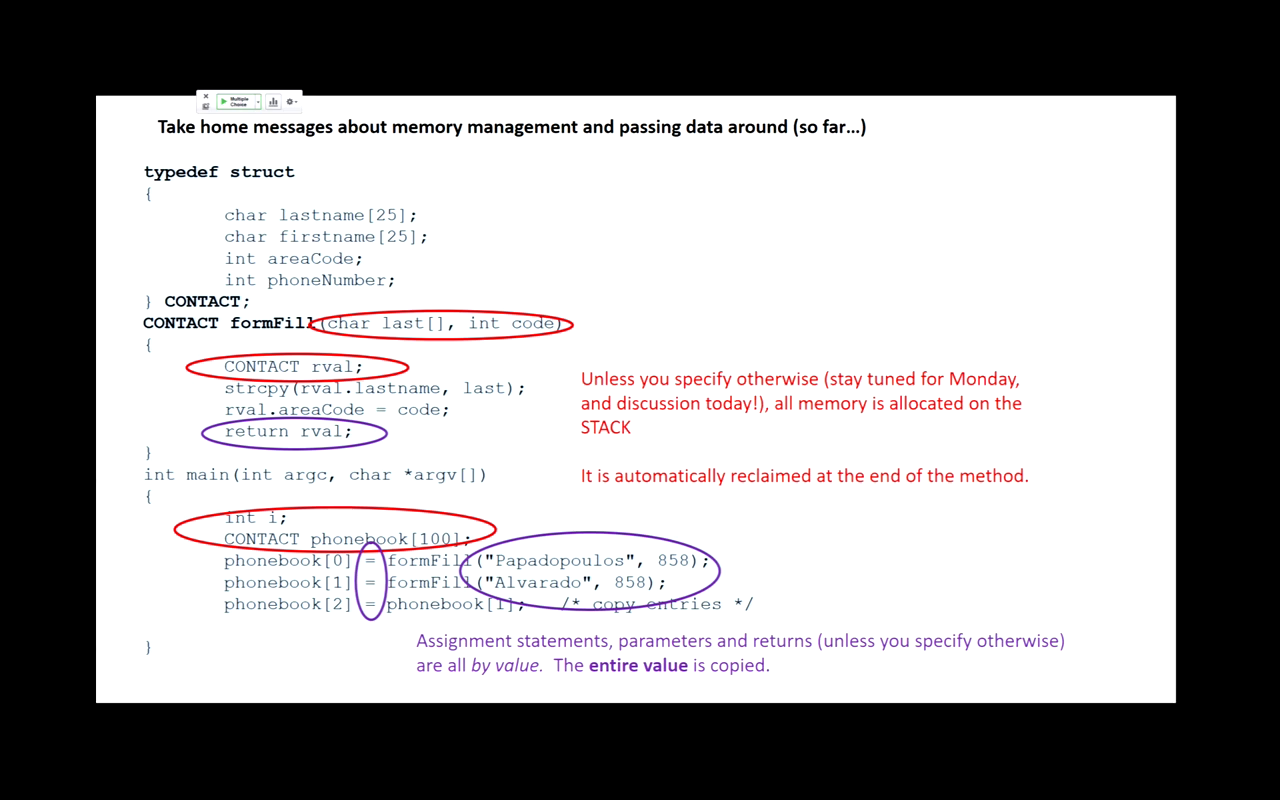 Multiple
Choice
Take home messages about memory management and passing data around (so far…)
typedef struct
{
char lastname[25];
char firstname[25];
int areaCode;
int phoneNumber;
} CONTACT;
CONTACT formFill(char last[], int code)
{
CONTACT rval;
strcpy(rval.lastname, last);
rval.areaCode = code;
return rval;
}
Unless you specify otherwise (stay tuned for Monday,
and discussion today!), all memory is allocated on the
STACK
It is automatically reclaimed at the end of the method.
int main(int argc, char *argv[])
{
int i;
CONTACT phonebook[100];
phonebook[0] = formFill("Papadopoulos", 858);
phonebook[1] = formFill("Alvarado", 858);
phonebook[2] = phonebook[1]; /* copy entries */
}
Assignment statements, parameters and returns (unless you specify otherwise)
are all by value. The entire value is copied.